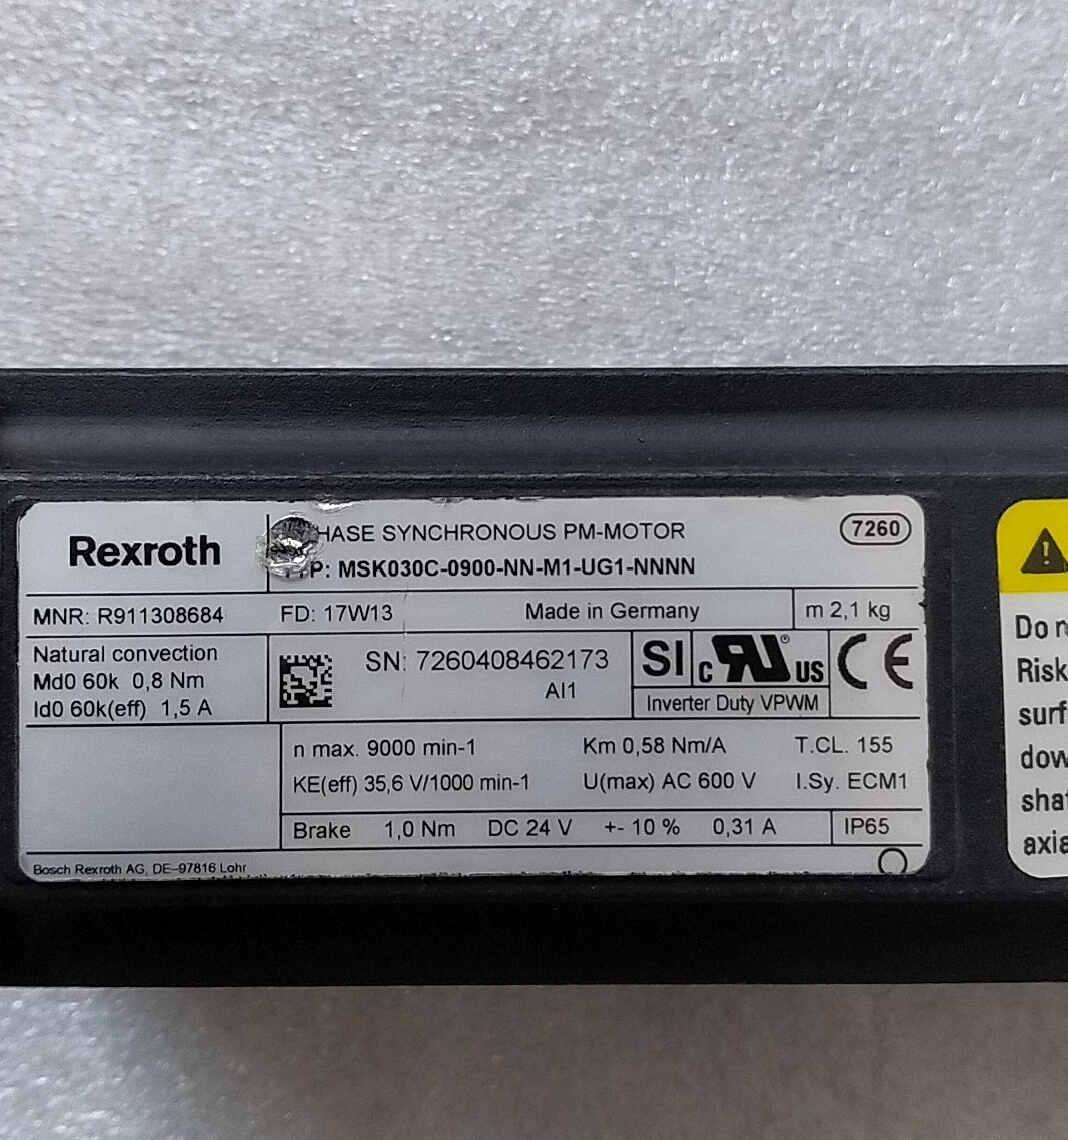 Rexroth
HASE SYNCHRONOUS PM-MOTOR
7260
P: MSK030C-0900-NN-M1-UG1-NNNN
MNR: R911308684 FD: 17W13 Made in Germany m 2,1 kg
Natural convection
Md0 60k 0,8 Nm
Id0 60k(eff) 1,5 A
SN: 7260408462173
AI1
SI c US CE
Inverter Duty VPWM
n max. 9000 min-1 Km 0,58 Nm/A T.CL. 155
KE(eff) 35,6 V/1000 min-1 U(max) AC 600 V I.Sy. ECM1
Brake 1,0 Nm DC 24 V +- 10 % 0,31 A IP65
Bosch Rexroth AG, DE-97816 Lohr
Do
Risk
surf
dow
sha
axia